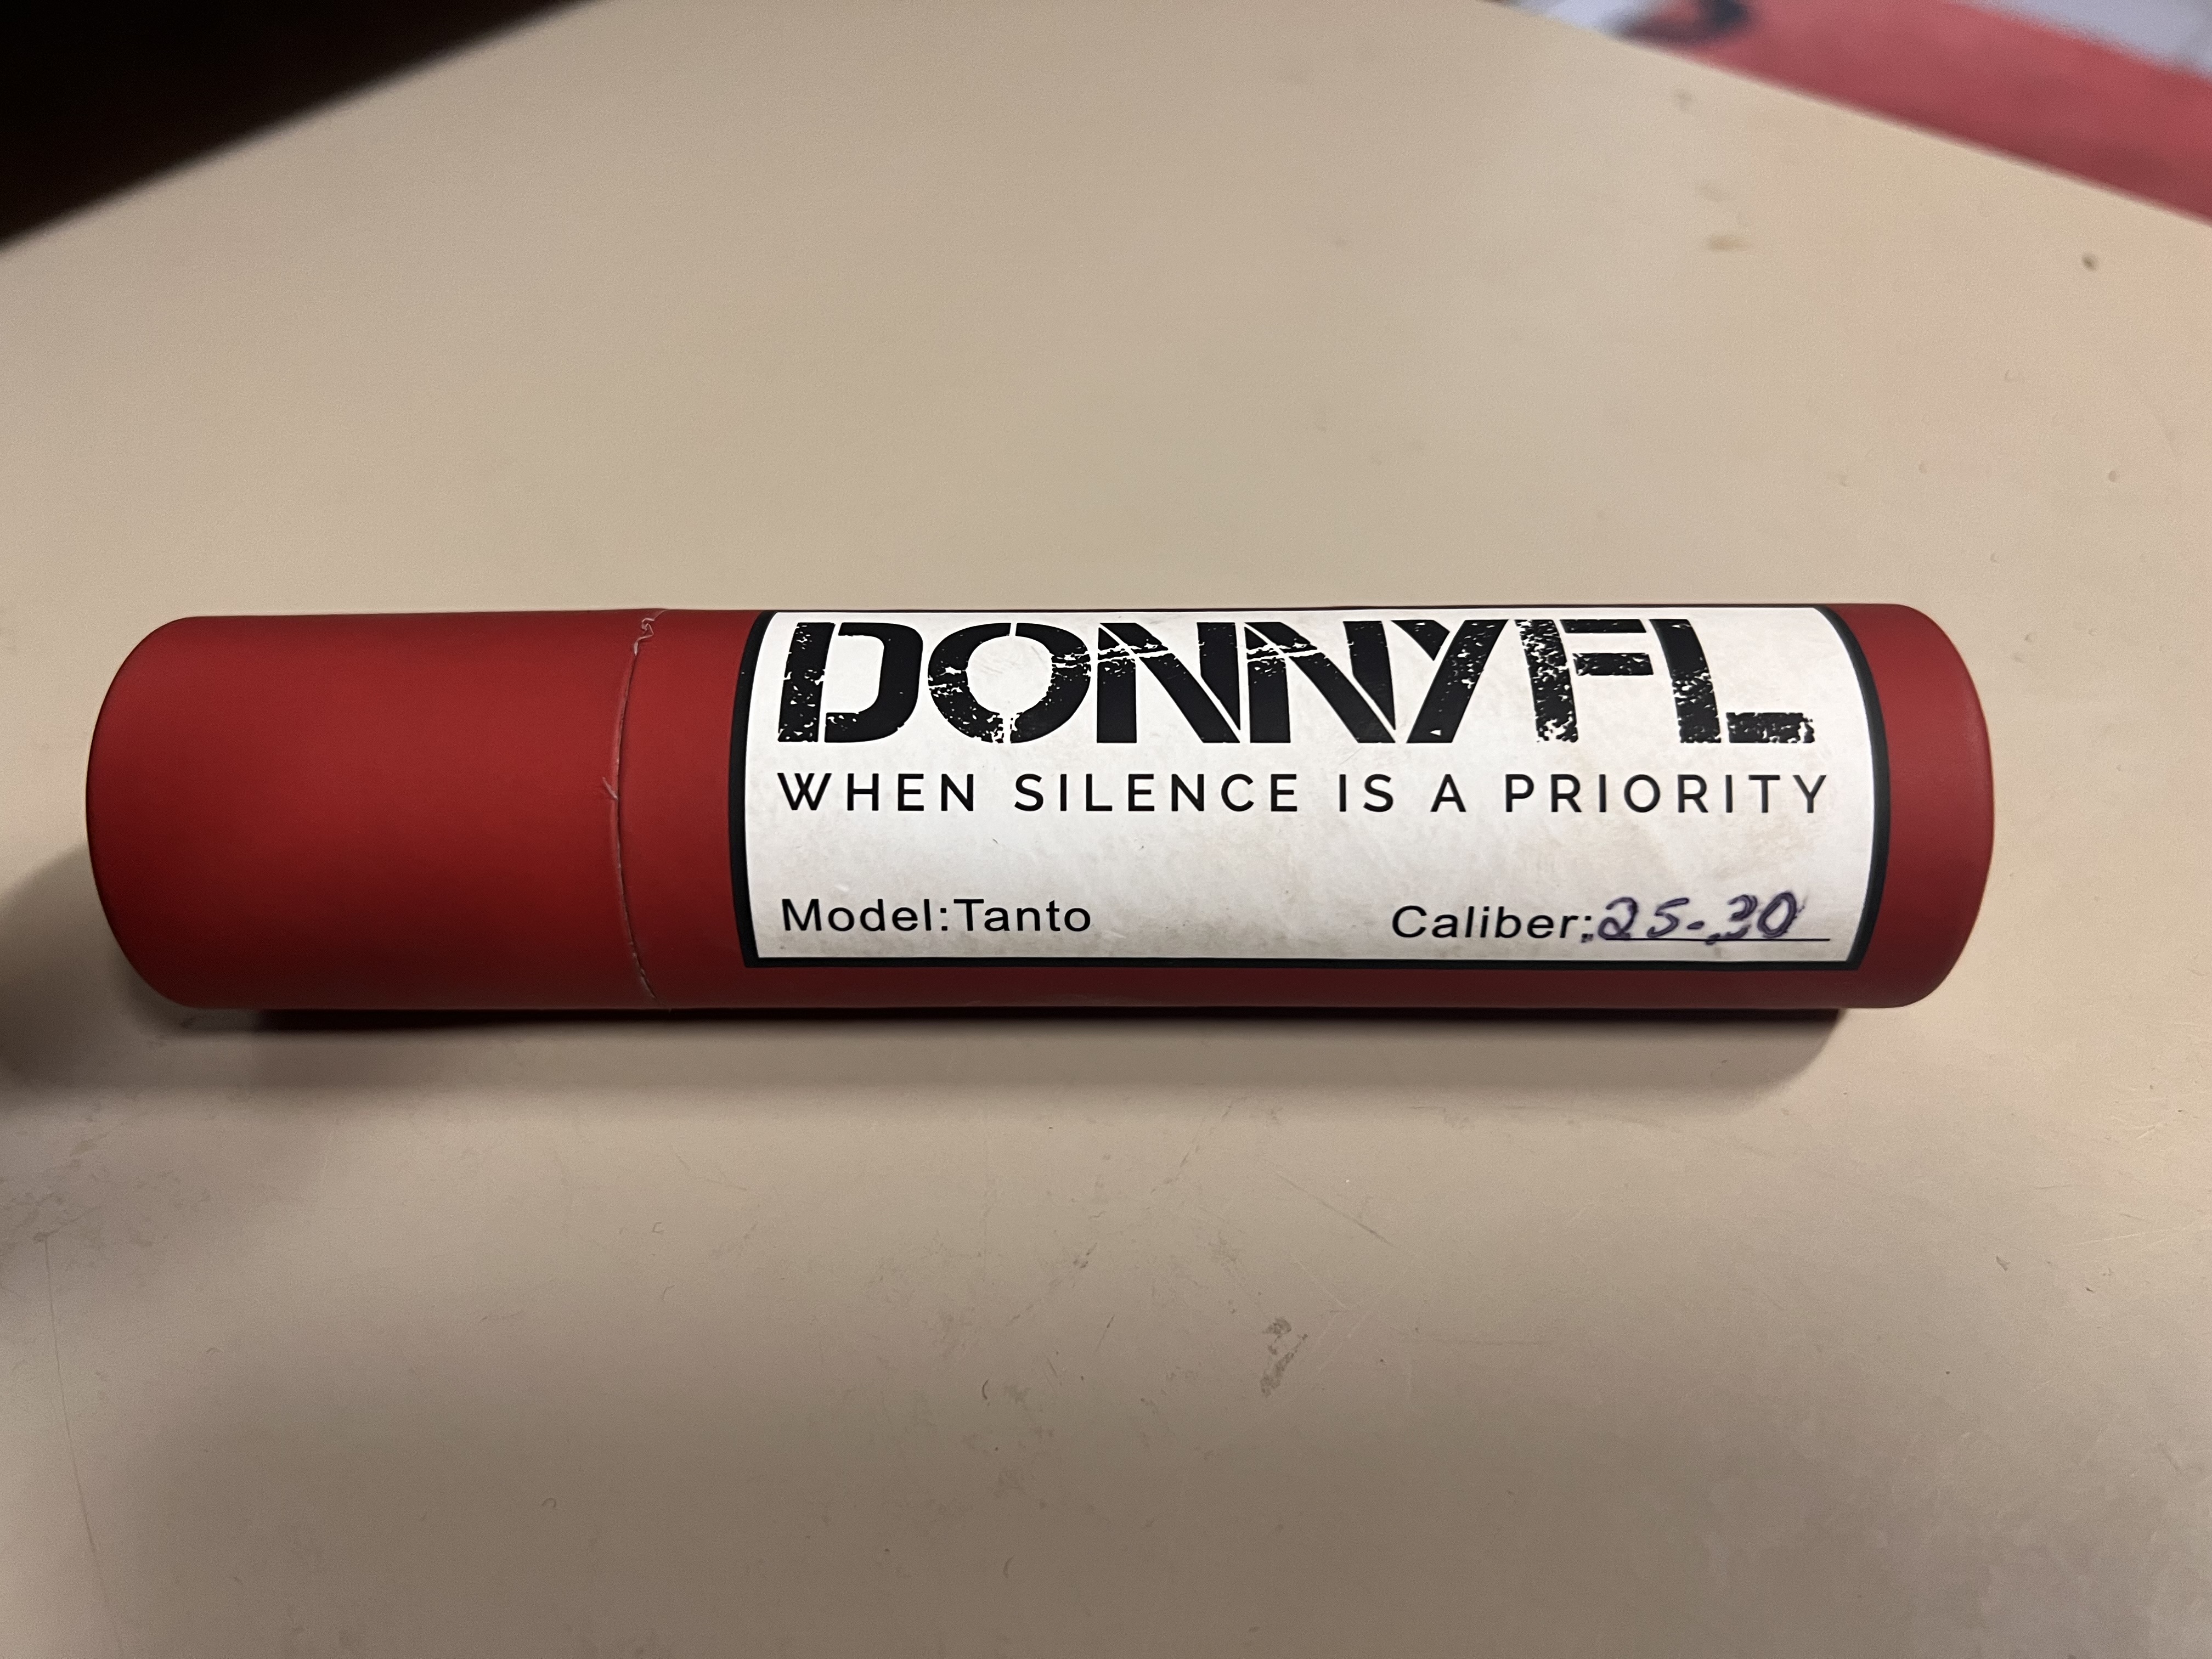 DONNYFL
WHEN SILENCE IS A PRIORITY
Model:Tanto
Caliber:.25-.30